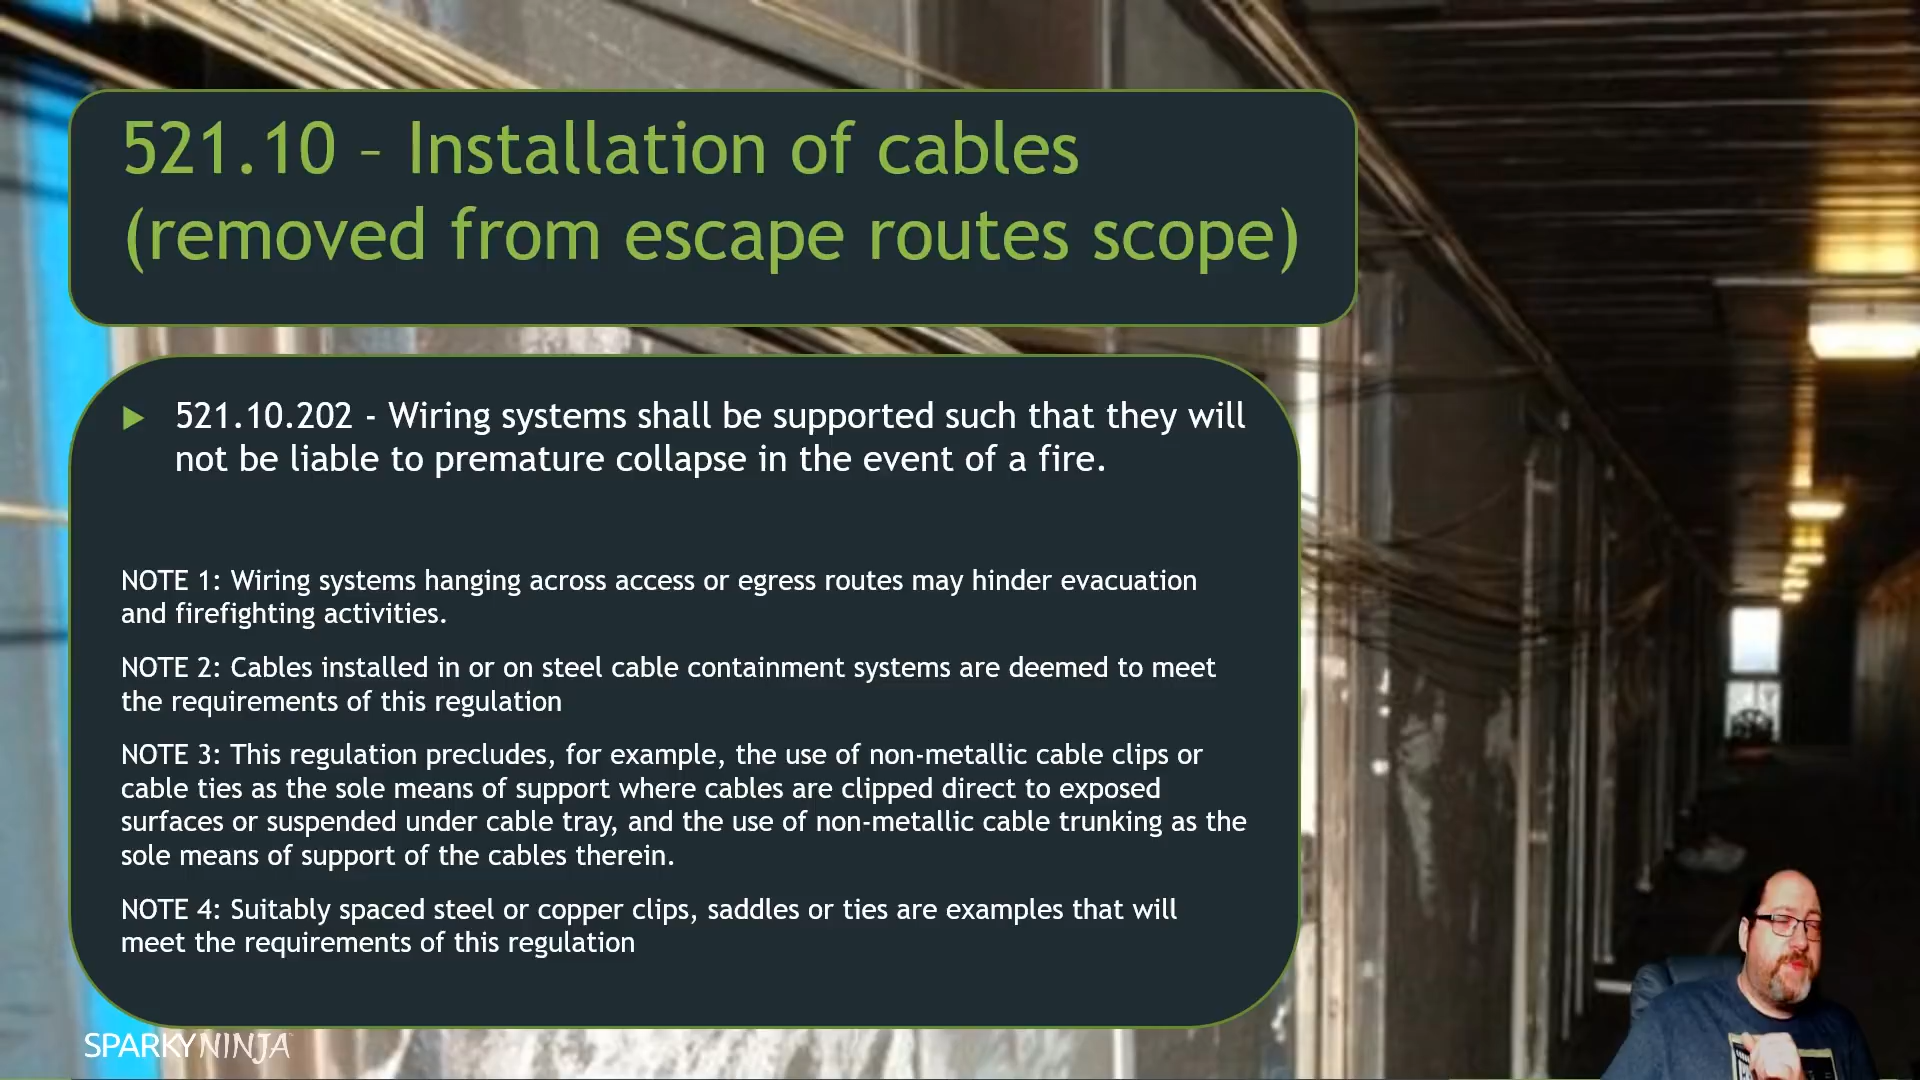 521.10 – Installation of cables
(removed from escape routes scope)
521.10.202 - Wiring systems shall be supported such that they will
not be liable to premature collapse in the event of a fire.
NOTE 1: Wiring systems hanging across access or egress routes may hinder evacuation
and firefighting activities.
NOTE 2: Cables installed in or on steel cable containment systems are deemed to meet
the requirements of this regulation
NOTE 3: This regulation precludes, for example, the use of non-metallic cable clips or
cable ties as the sole means of support where cables are clipped direct to exposed
surfaces or suspended under cable tray, and the use of non-metallic cable trunking as the
sole means of support of the cables therein.
NOTE 4: Suitably spaced steel or copper clips, saddles or ties are examples that will
meet the requirements of this regulation
SPARKYNINJA